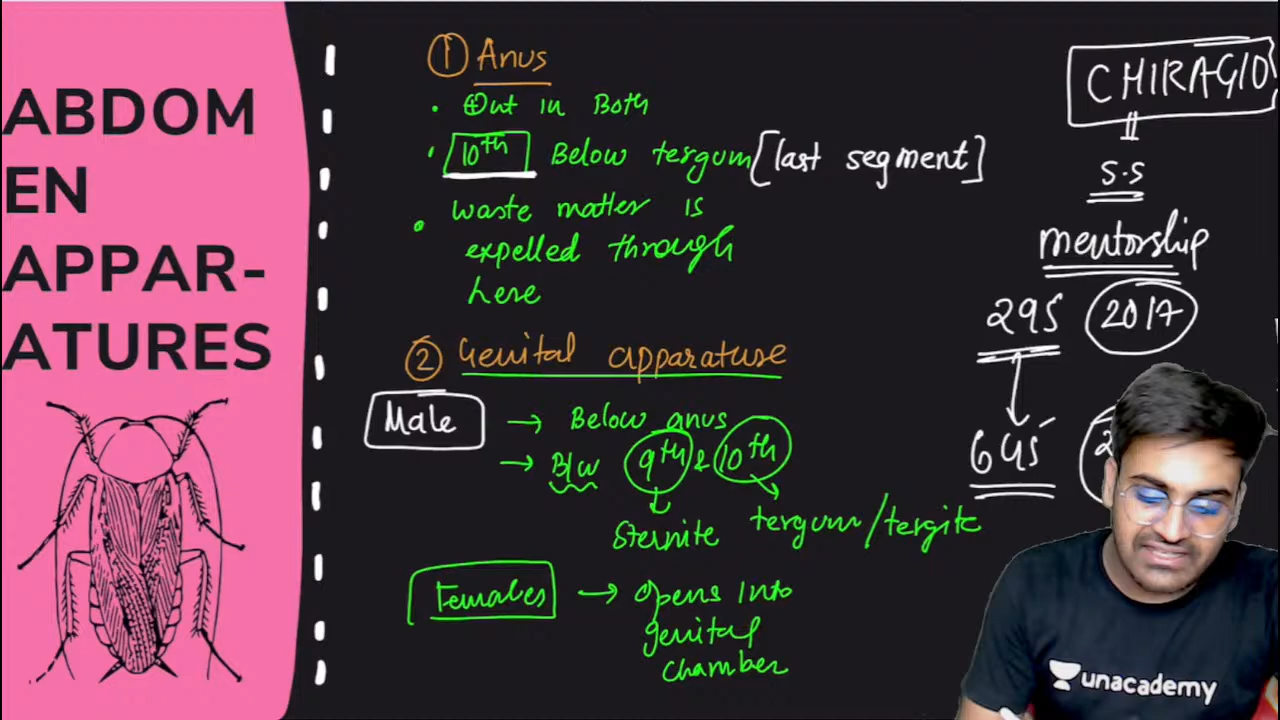 ABDOM
EN
APPAR-
ATURES
① Anus
• Out in Both
• 10th Below tergum [last segment]
• waste matter is
expelled through
here
② Genital apparature
Male → Below anus
→ B/w 9th & 10th
Sternite tergum/tergite
Females → opens into
genital
chamber
CHIRAG10
S.S
mentorship
295 2017
645
unacademy